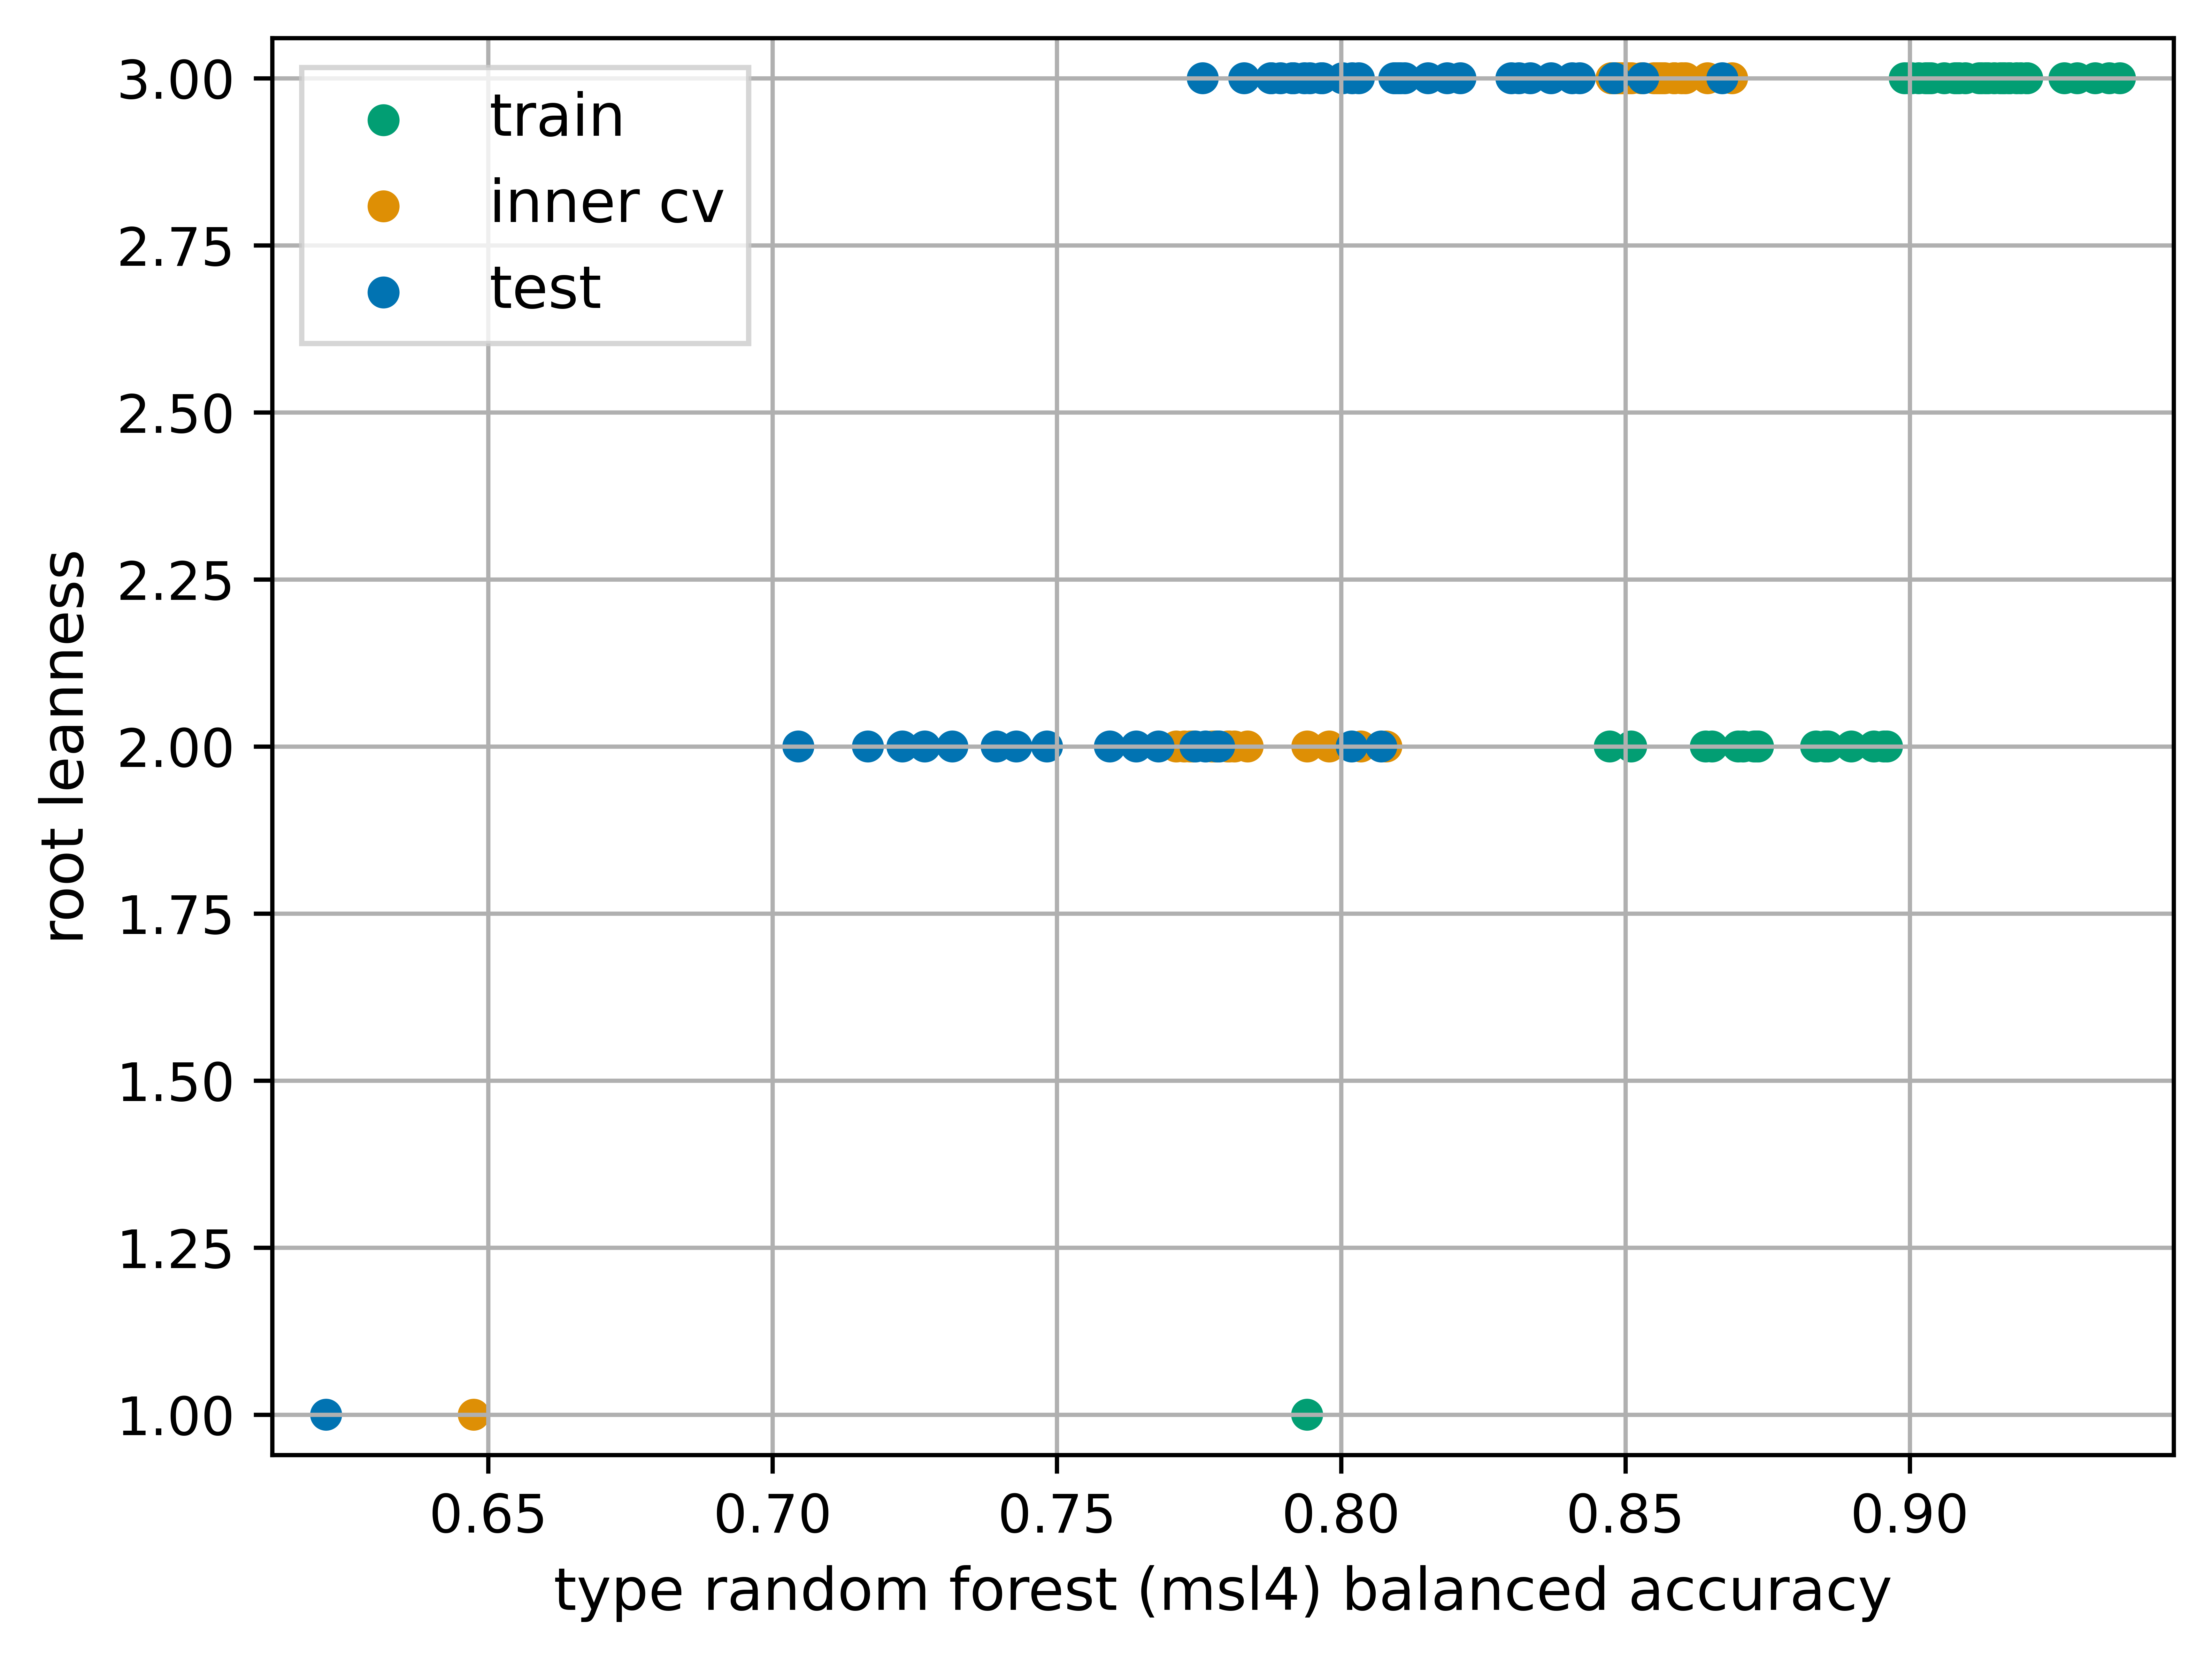 train
inner cv
test
3.00
2.75
2.50
2.25
2.00
1.75
1.50
1.25
1.00
root leanness
0.65 0.70 0.75 0.80 0.85 0.90
type random forest (msl4) balanced accuracy